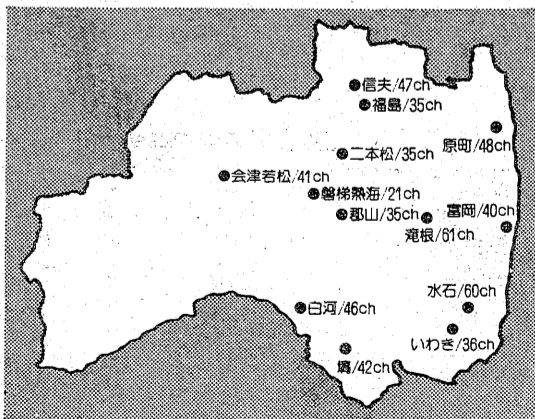 信夫/47ch
福島/35ch
原町/48ch
二本松/35ch
会津若松/41ch
磐梯熱海/21ch
郡山/35ch
富岡/40ch
滝根/61ch
水石/60ch
白河/46ch
いわき/36ch
塙/42ch